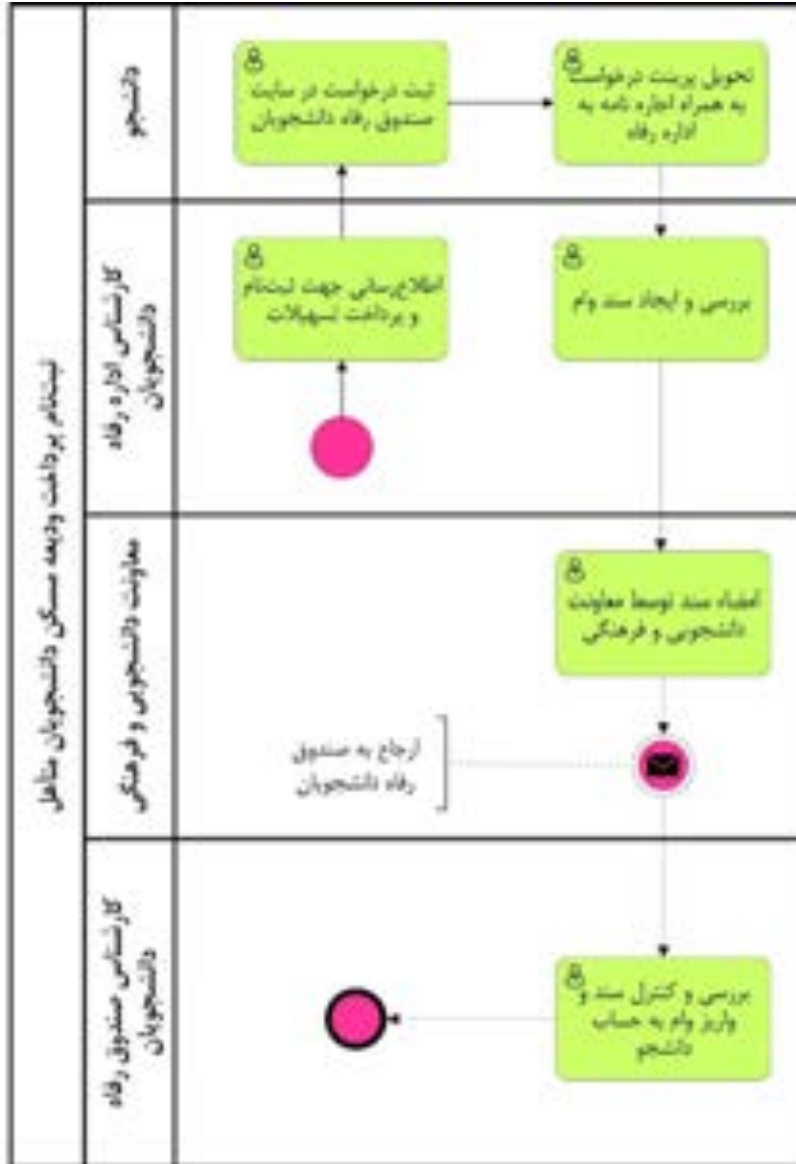 ثبت‌نام پرداخت ودیعه مسکن دانشجویان متأهل
دانشجو
ثبت درخواست در سایت
صندوق رفاه دانشجویان
تحویل پرینت درخواست
به همراه اجاره نامه به
اداره رفاه
کارشناس اداره رفاه
دانشجویان
اطلاع‌رسانی جهت ثبت‌نام
و پرداخت تسهیلات
بررسی و ایجاد سند وام
معاونت دانشجویی و فرهنگی
امضاء سند توسط معاونت
دانشجویی و فرهنگی
ارجاع به صندوق
رفاه دانشجویان
کارشناس صندوق رفاه
دانشجویان
بررسی و کنترل سند و
واریز وام به حساب
دانشجو